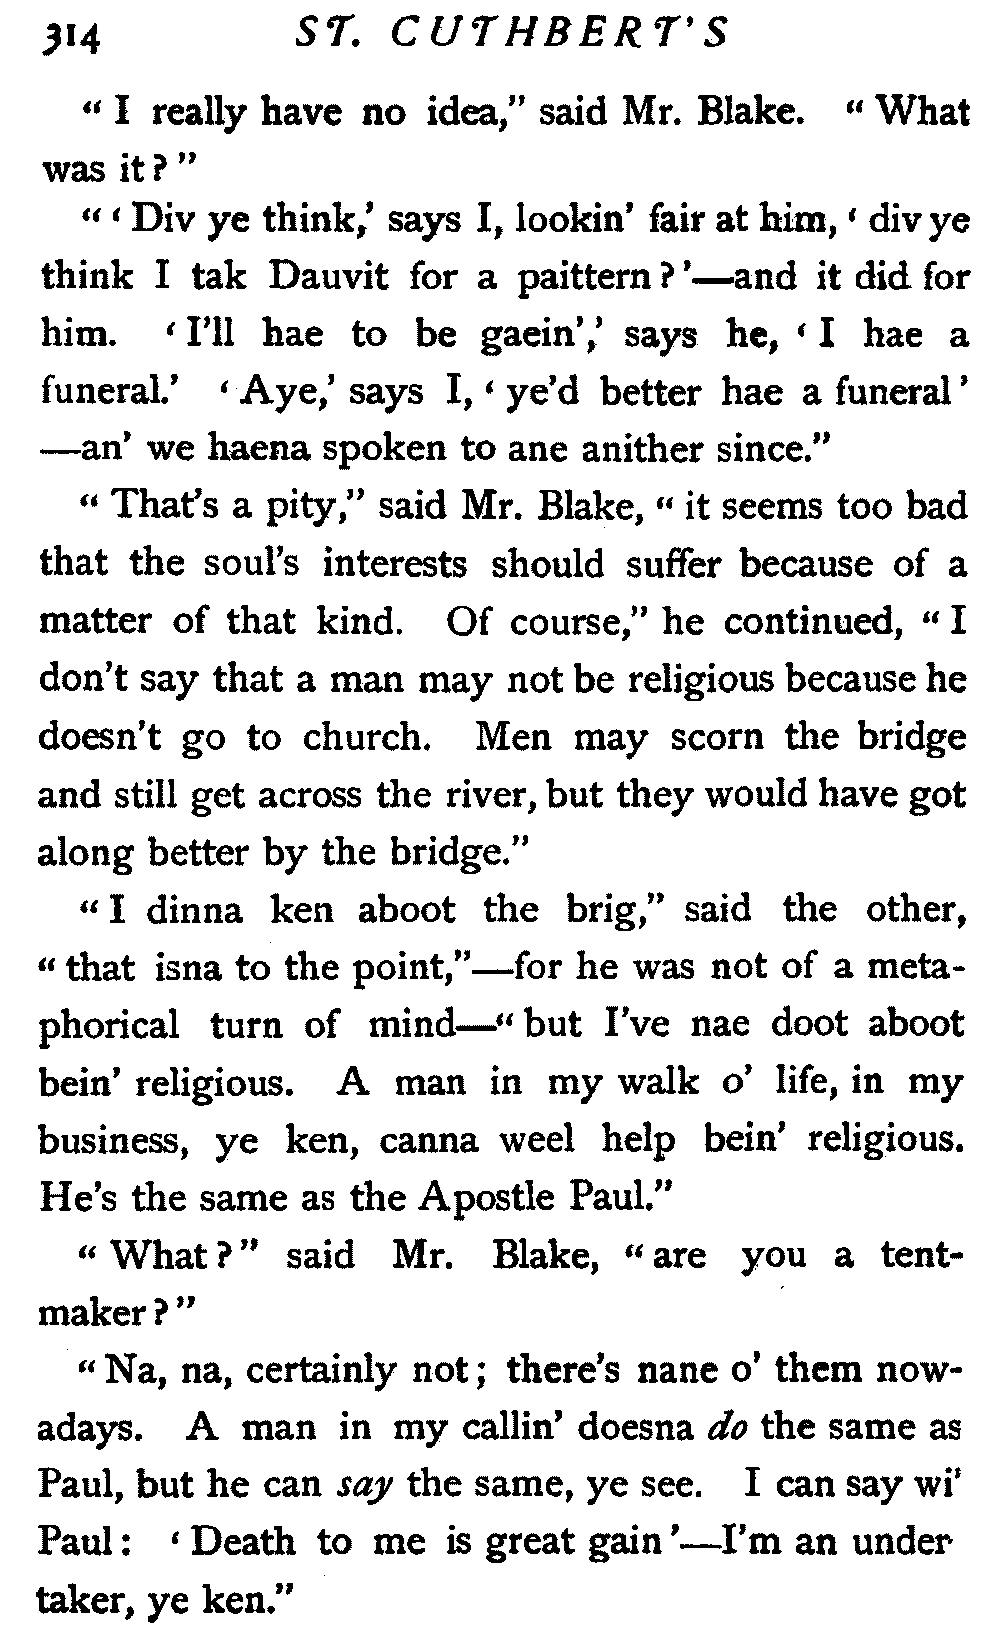 314 ST. CUTHBERT'S
“ I really have no idea,” said Mr. Blake. “ What
was it ? ”
“ ‘ Div ye think,’ says I, lookin’ fair at him, ‘ div ye
think I tak Dauvit for a paittern ? ’—and it did for
him. ‘ I’ll hae to be gaein’,’ says he, ‘ I hae a
funeral.’ ‘ Aye,’ says I, ‘ ye’d better hae a funeral ’
—an’ we haena spoken to ane anither since.”
“ That’s a pity,” said Mr. Blake, “ it seems too bad
that the soul’s interests should suffer because of a
matter of that kind. Of course,” he continued, “ I
don’t say that a man may not be religious because he
doesn’t go to church. Men may scorn the bridge
and still get across the river, but they would have got
along better by the bridge.”
“ I dinna ken aboot the brig,” said the other,
“ that isna to the point,”—for he was not of a meta-
phorical turn of mind—“ but I’ve nae doot aboot
bein’ religious. A man in my walk o’ life, in my
business, ye ken, canna weel help bein’ religious.
He’s the same as the Apostle Paul.”
“ What ? ” said Mr. Blake, “ are you a tent-
maker ? ”
“ Na, na, certainly not ; there’s nane o’ them now-
adays. A man in my callin’ doesna do the same as
Paul, but he can say the same, ye see. I can say wi’
Paul : ‘ Death to me is great gain ’—I’m an under
taker, ye ken.”